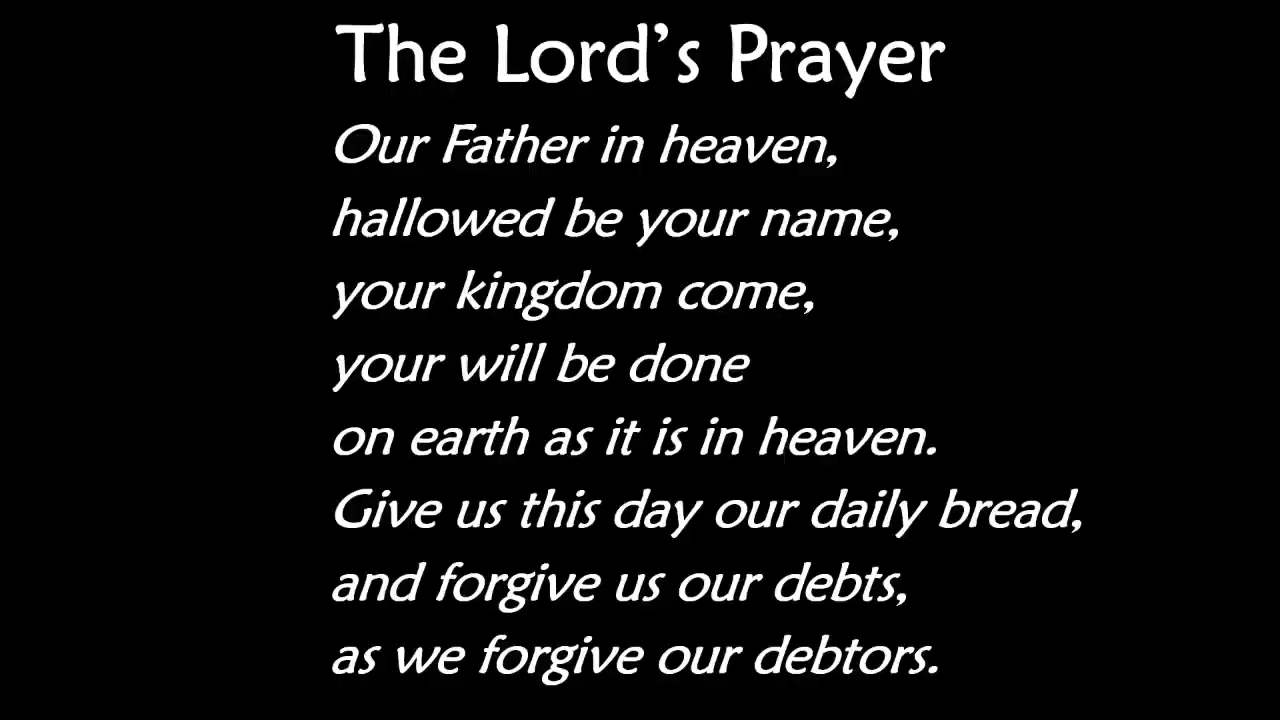 The Lord’s Prayer
Our Father in heaven,
hallowed be your name,
your kingdom come,
your will be done
on earth as it is in heaven.
Give us this day our daily bread,
and forgive us our debts,
as we forgive our debtors.